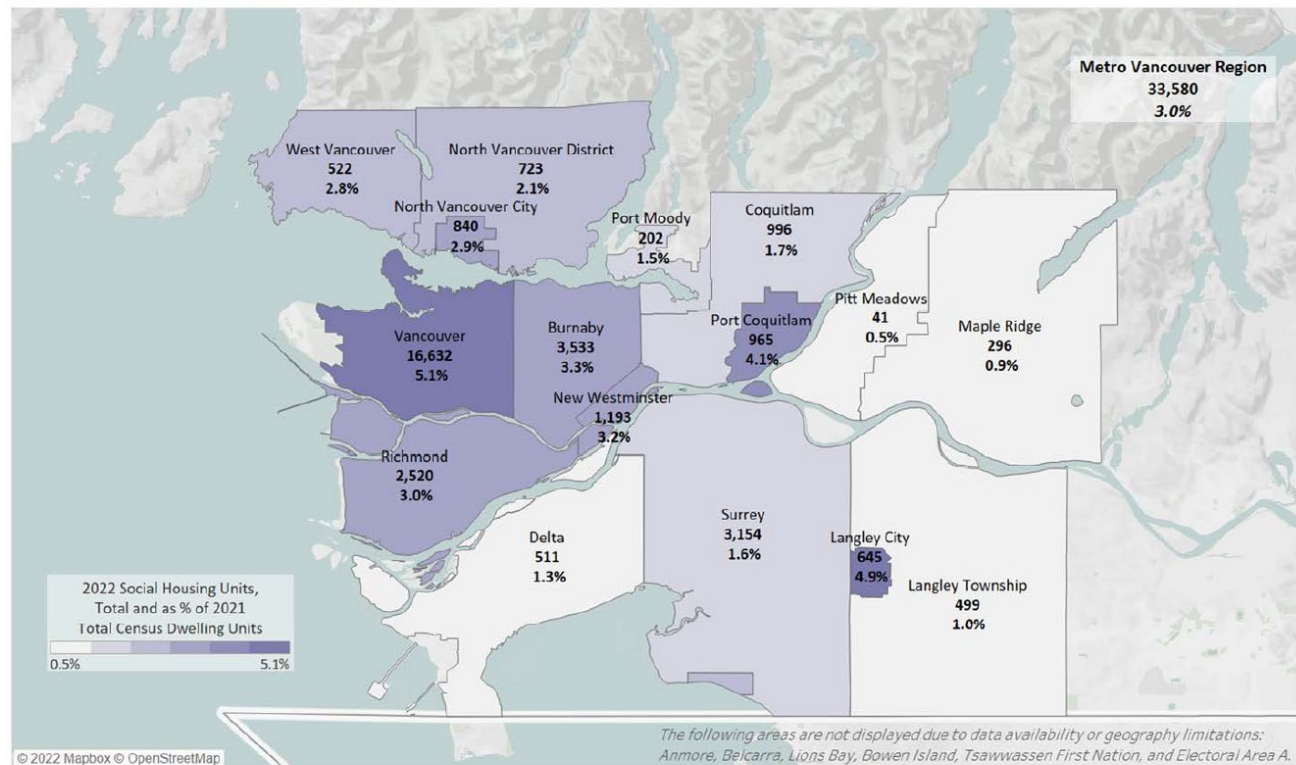 Metro Vancouver Region
33,580
3.0%
West Vancouver
522
2.8%
North Vancouver District
723
2.1%
North Vancouver City
840
2.9%
Port Moody
202
1.5%
Coquitlam
996
1.7%
Pitt Meadows
41
0.5%
Maple Ridge
296
0.9%
Vancouver
16,632
5.1%
Burnaby
3,533
3.3%
Port Coquitlam
965
4.1%
New Westminster
1,193
3.2%
Richmond
2,520
3.0%
Delta
511
1.3%
Surrey
3,154
1.6%
Langley City
645
4.9%
Langley Township
499
1.0%
2022 Social Housing Units,
Total and as % of 2021
Total Census Dwelling Units
0.5% 5.1%
The following areas are not displayed due to data availability or geography limitations:
Anmore, Belcarra, Lions Bay, Bowen Island, Tsawwassen First Nation, and Electoral Area A.
© 2022 Mapbox © OpenStreetMap